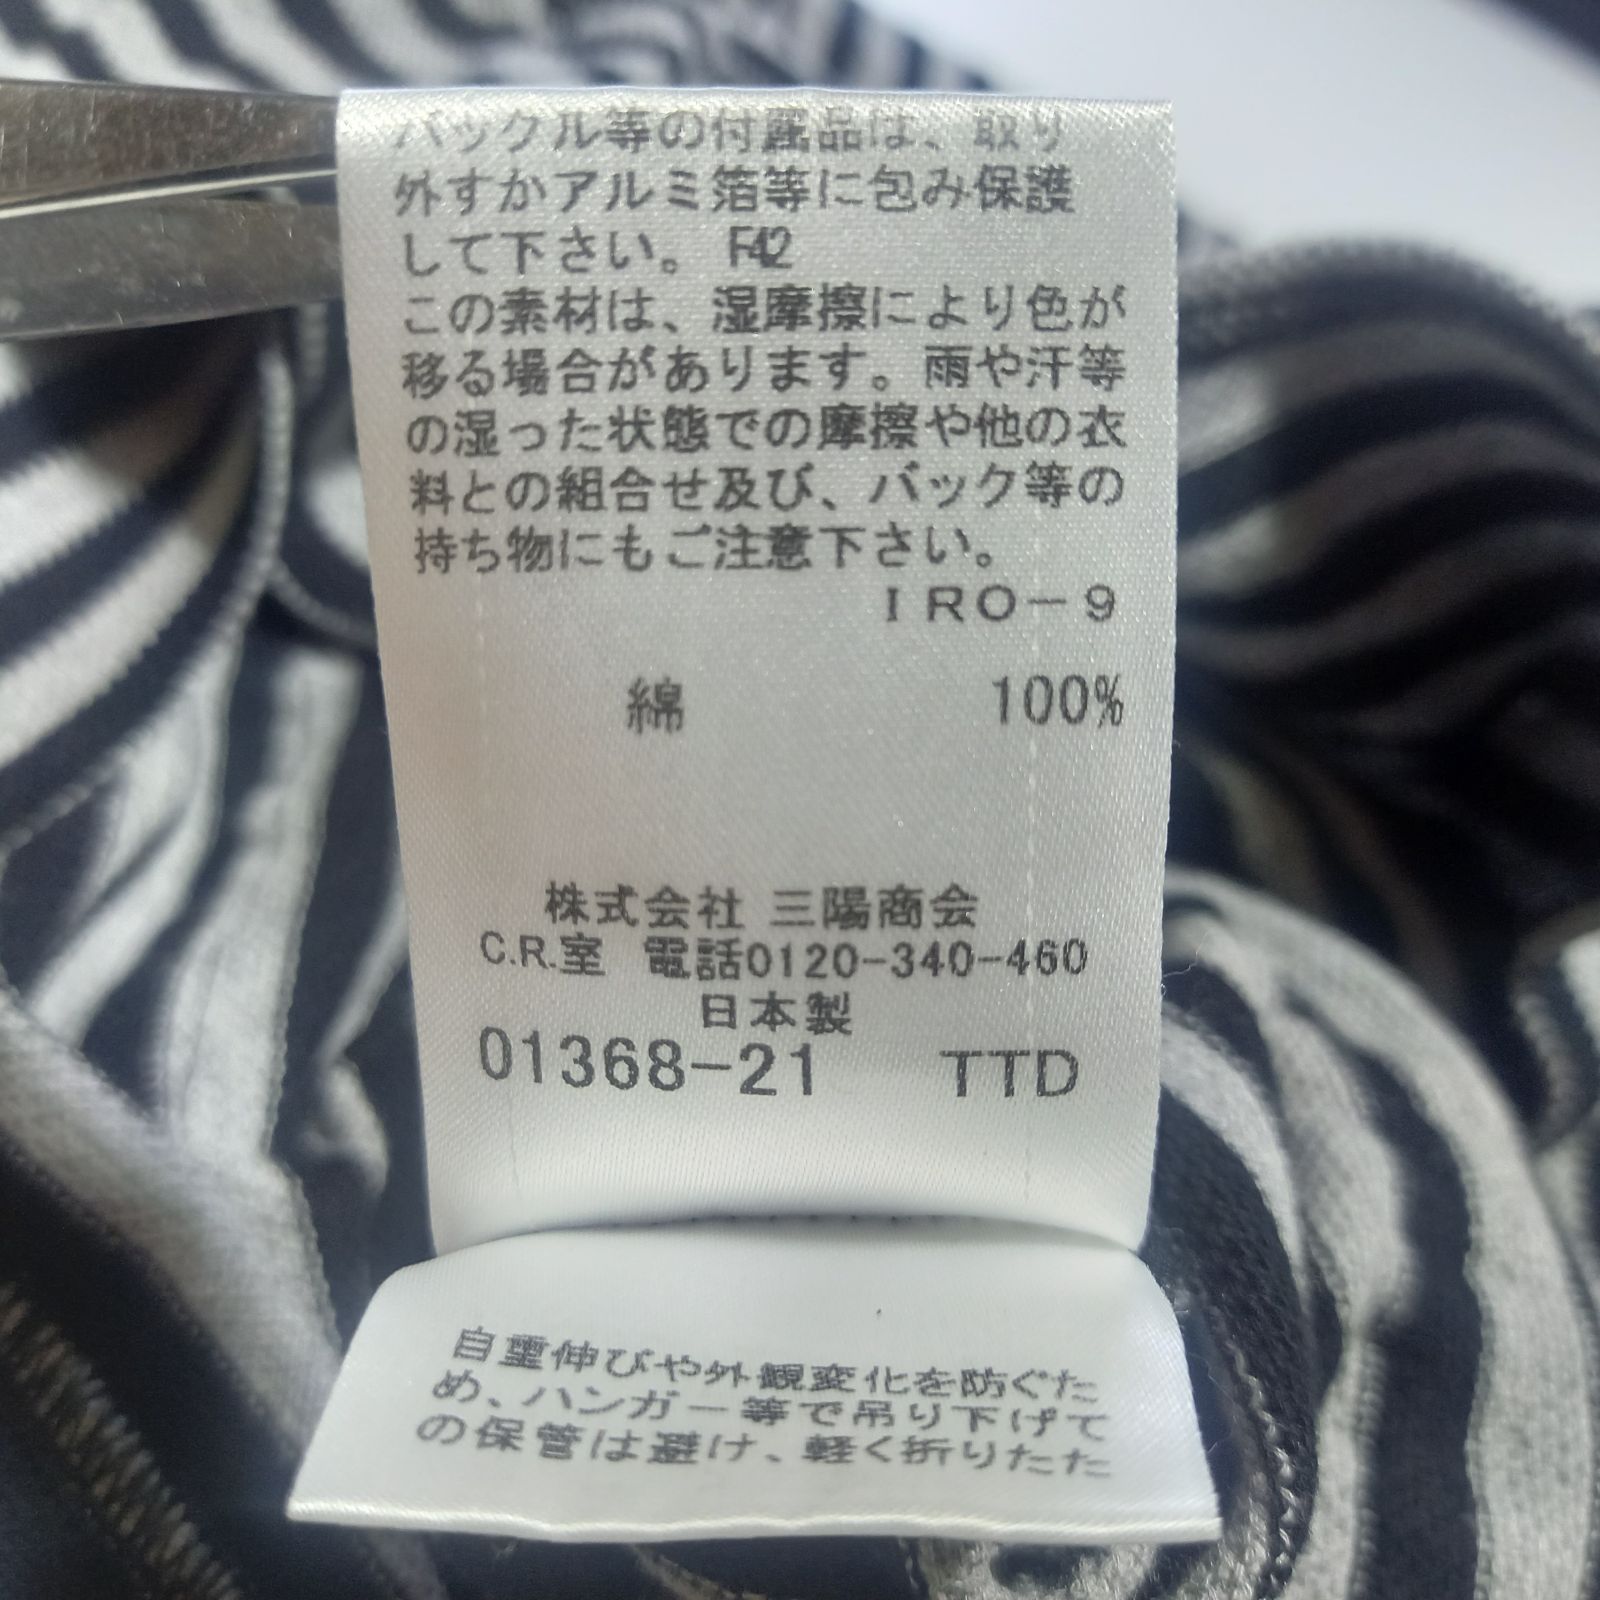 バックル等の付属品は、取り
外すかアルミ箔等に包み保護
して下さい。 F42
この素材は、湿摩擦により色が
移る場合があります。雨や汗等
の湿った状態での摩擦や他の衣
料との組合せ及び、バック等の
持ち物にもご注意下さい。
IRO-9
綿 100%
株式会社 三陽商会
C.R.室 電話0120-340-460
日本製
01368-21 TTD
自重伸びや外観変化を防ぐた
め、ハンガー等で吊り下げて
の保管は避け、軽く折りたた